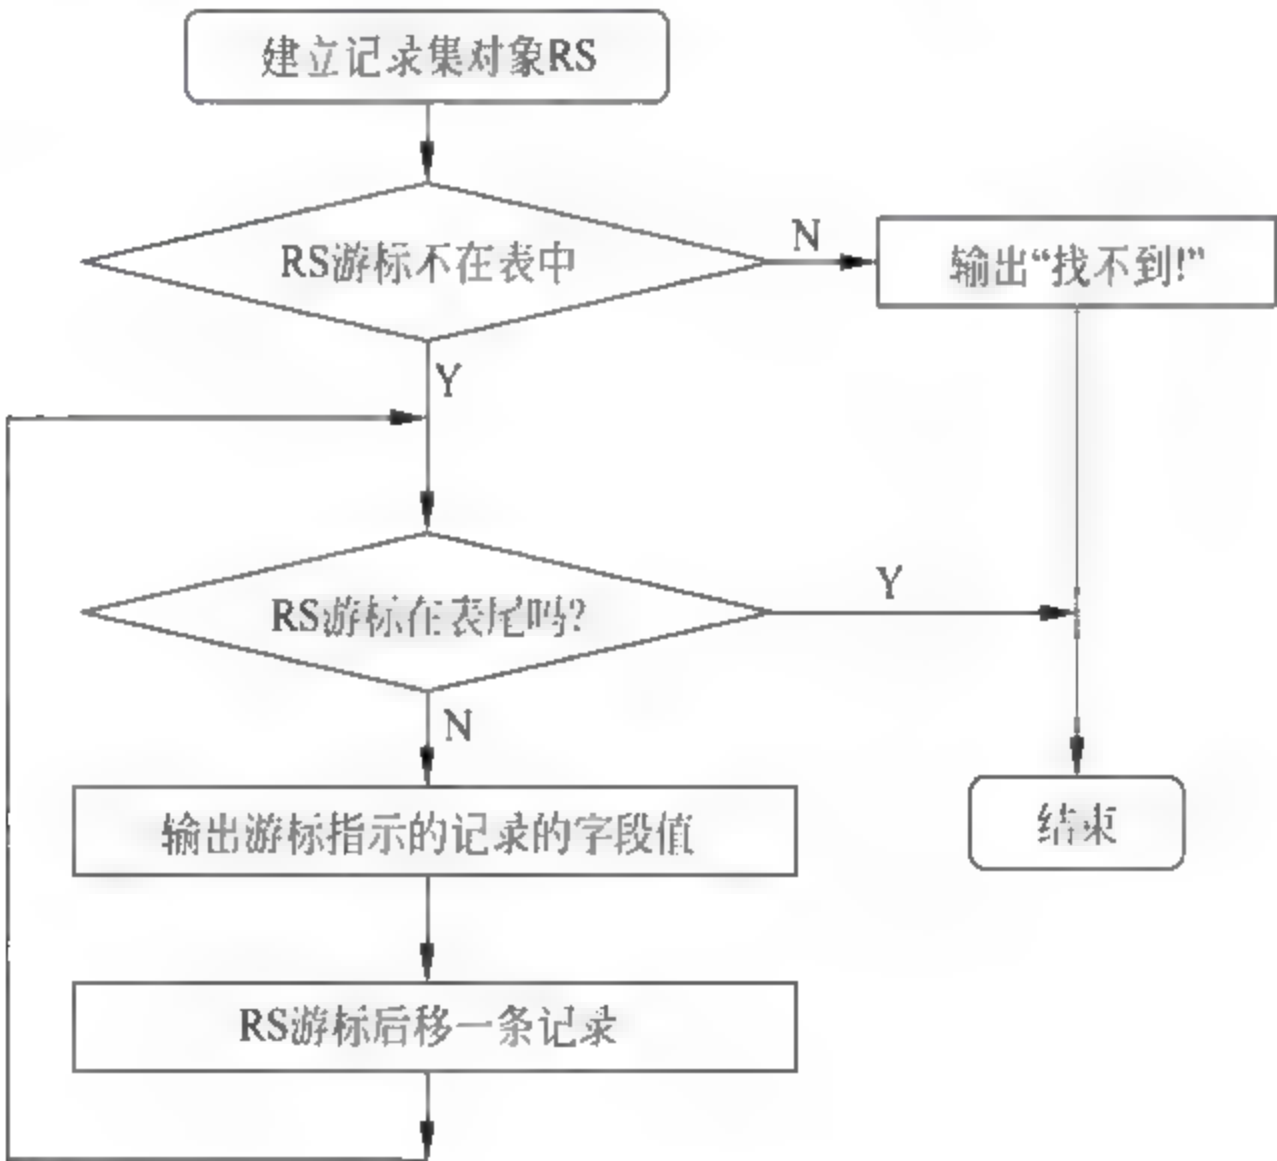 建立记录集对象RS
RS游标不在表中
N
输出“找不到!”
Y
RS游标在表尾吗?
Y
N
输出游标指示的记录的字段值
结束
RS游标后移一条记录